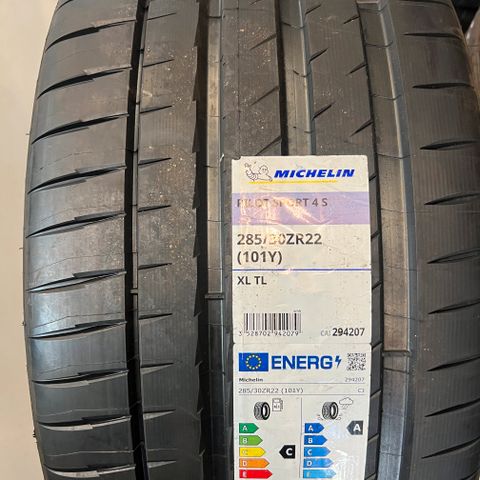 MICHELIN
PILOT SPORT 4 S
285/30ZR22
(101Y)
XL TL
3 528702 942079
CAI 294207
ENERG
Michelin 294207
285/30ZR22 (101Y) C1
A A A
B B
C C C
D D
E E